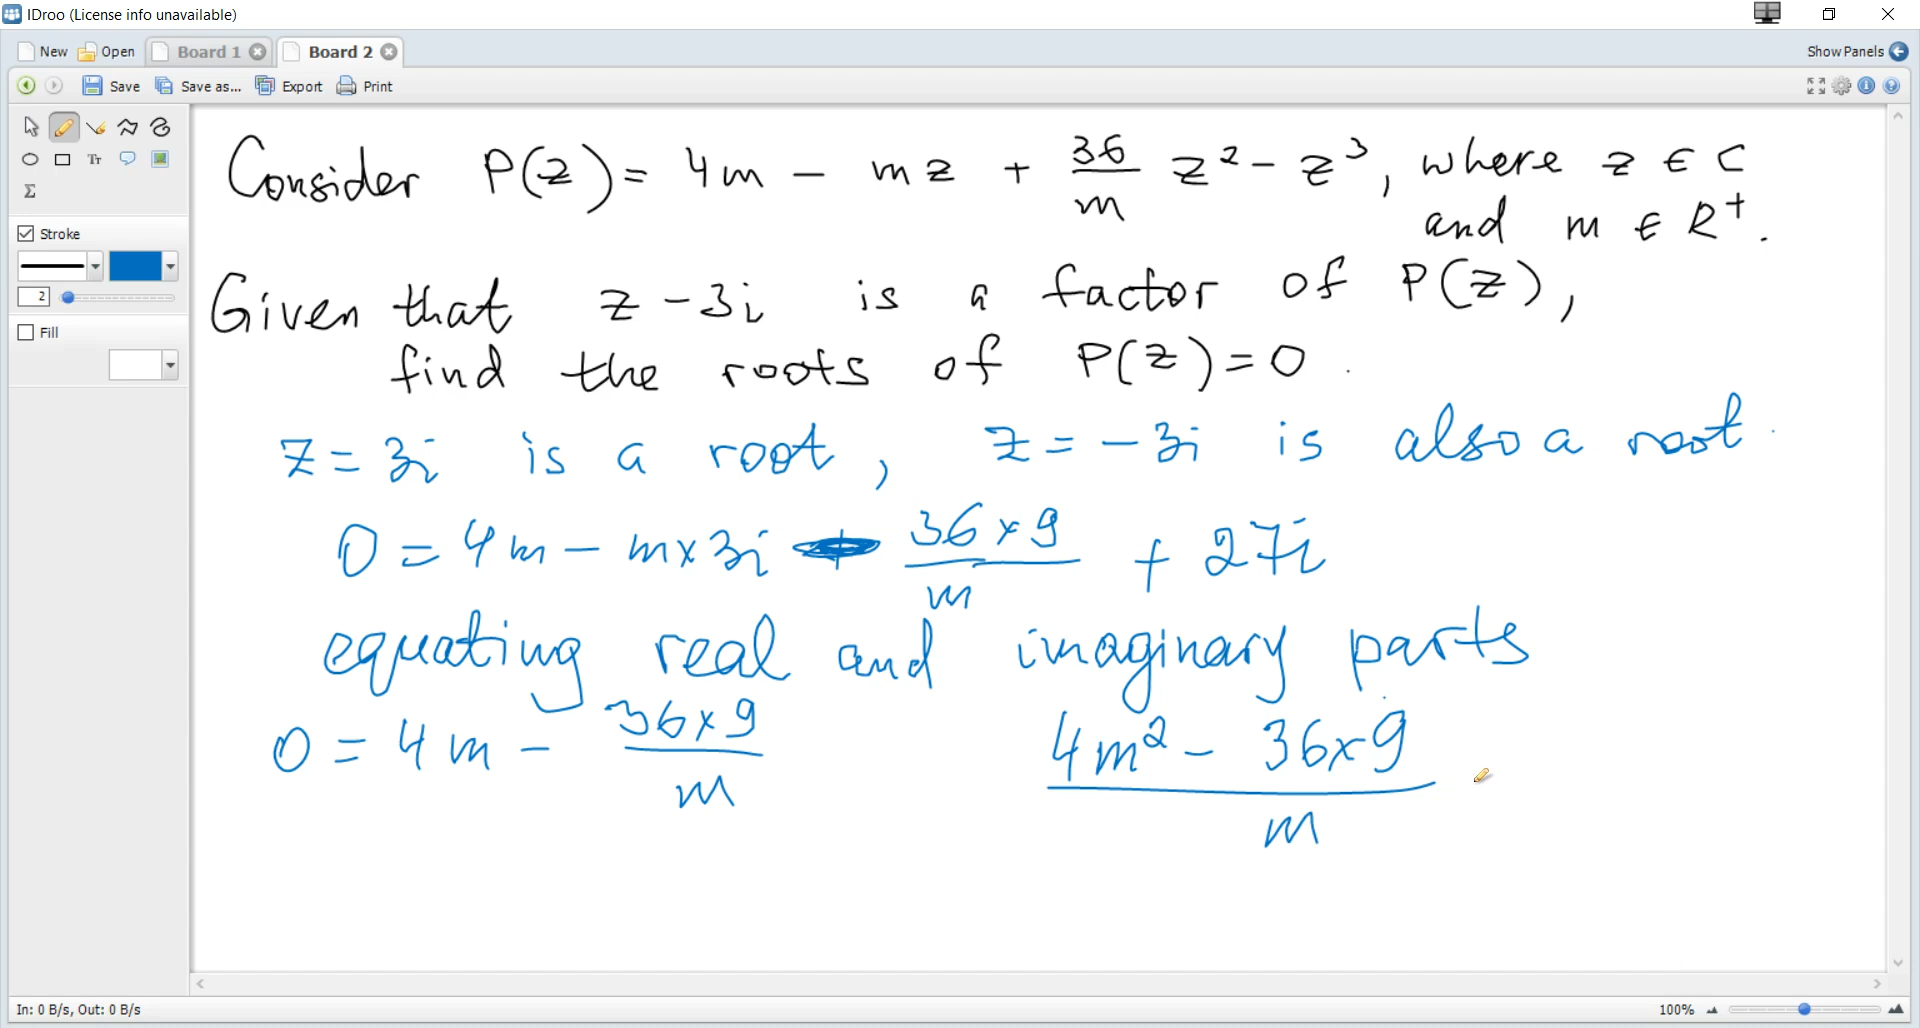 IDroo (License info unavailable)
New Open Board 1 Board 2 Show Panels
Save Save as... Export Print
Tт
Σ
Stroke
2
Fill
Consider P(z) = 4m - mz + 36/m z² - z³, where z ∈ C
and m ∈ R⁺.
Given that z - 3i is a factor of P(z),
find the roots of P(z) = 0.
z = 3i is a root, z = -3i is also a root.
0 = 4m - m×3i - 36×9/m + 27i
equating real and imaginary parts
0 = 4m - 36×9/m 4m² - 36×9/m
In: 0 B/s, Out: 0 B/s 100%